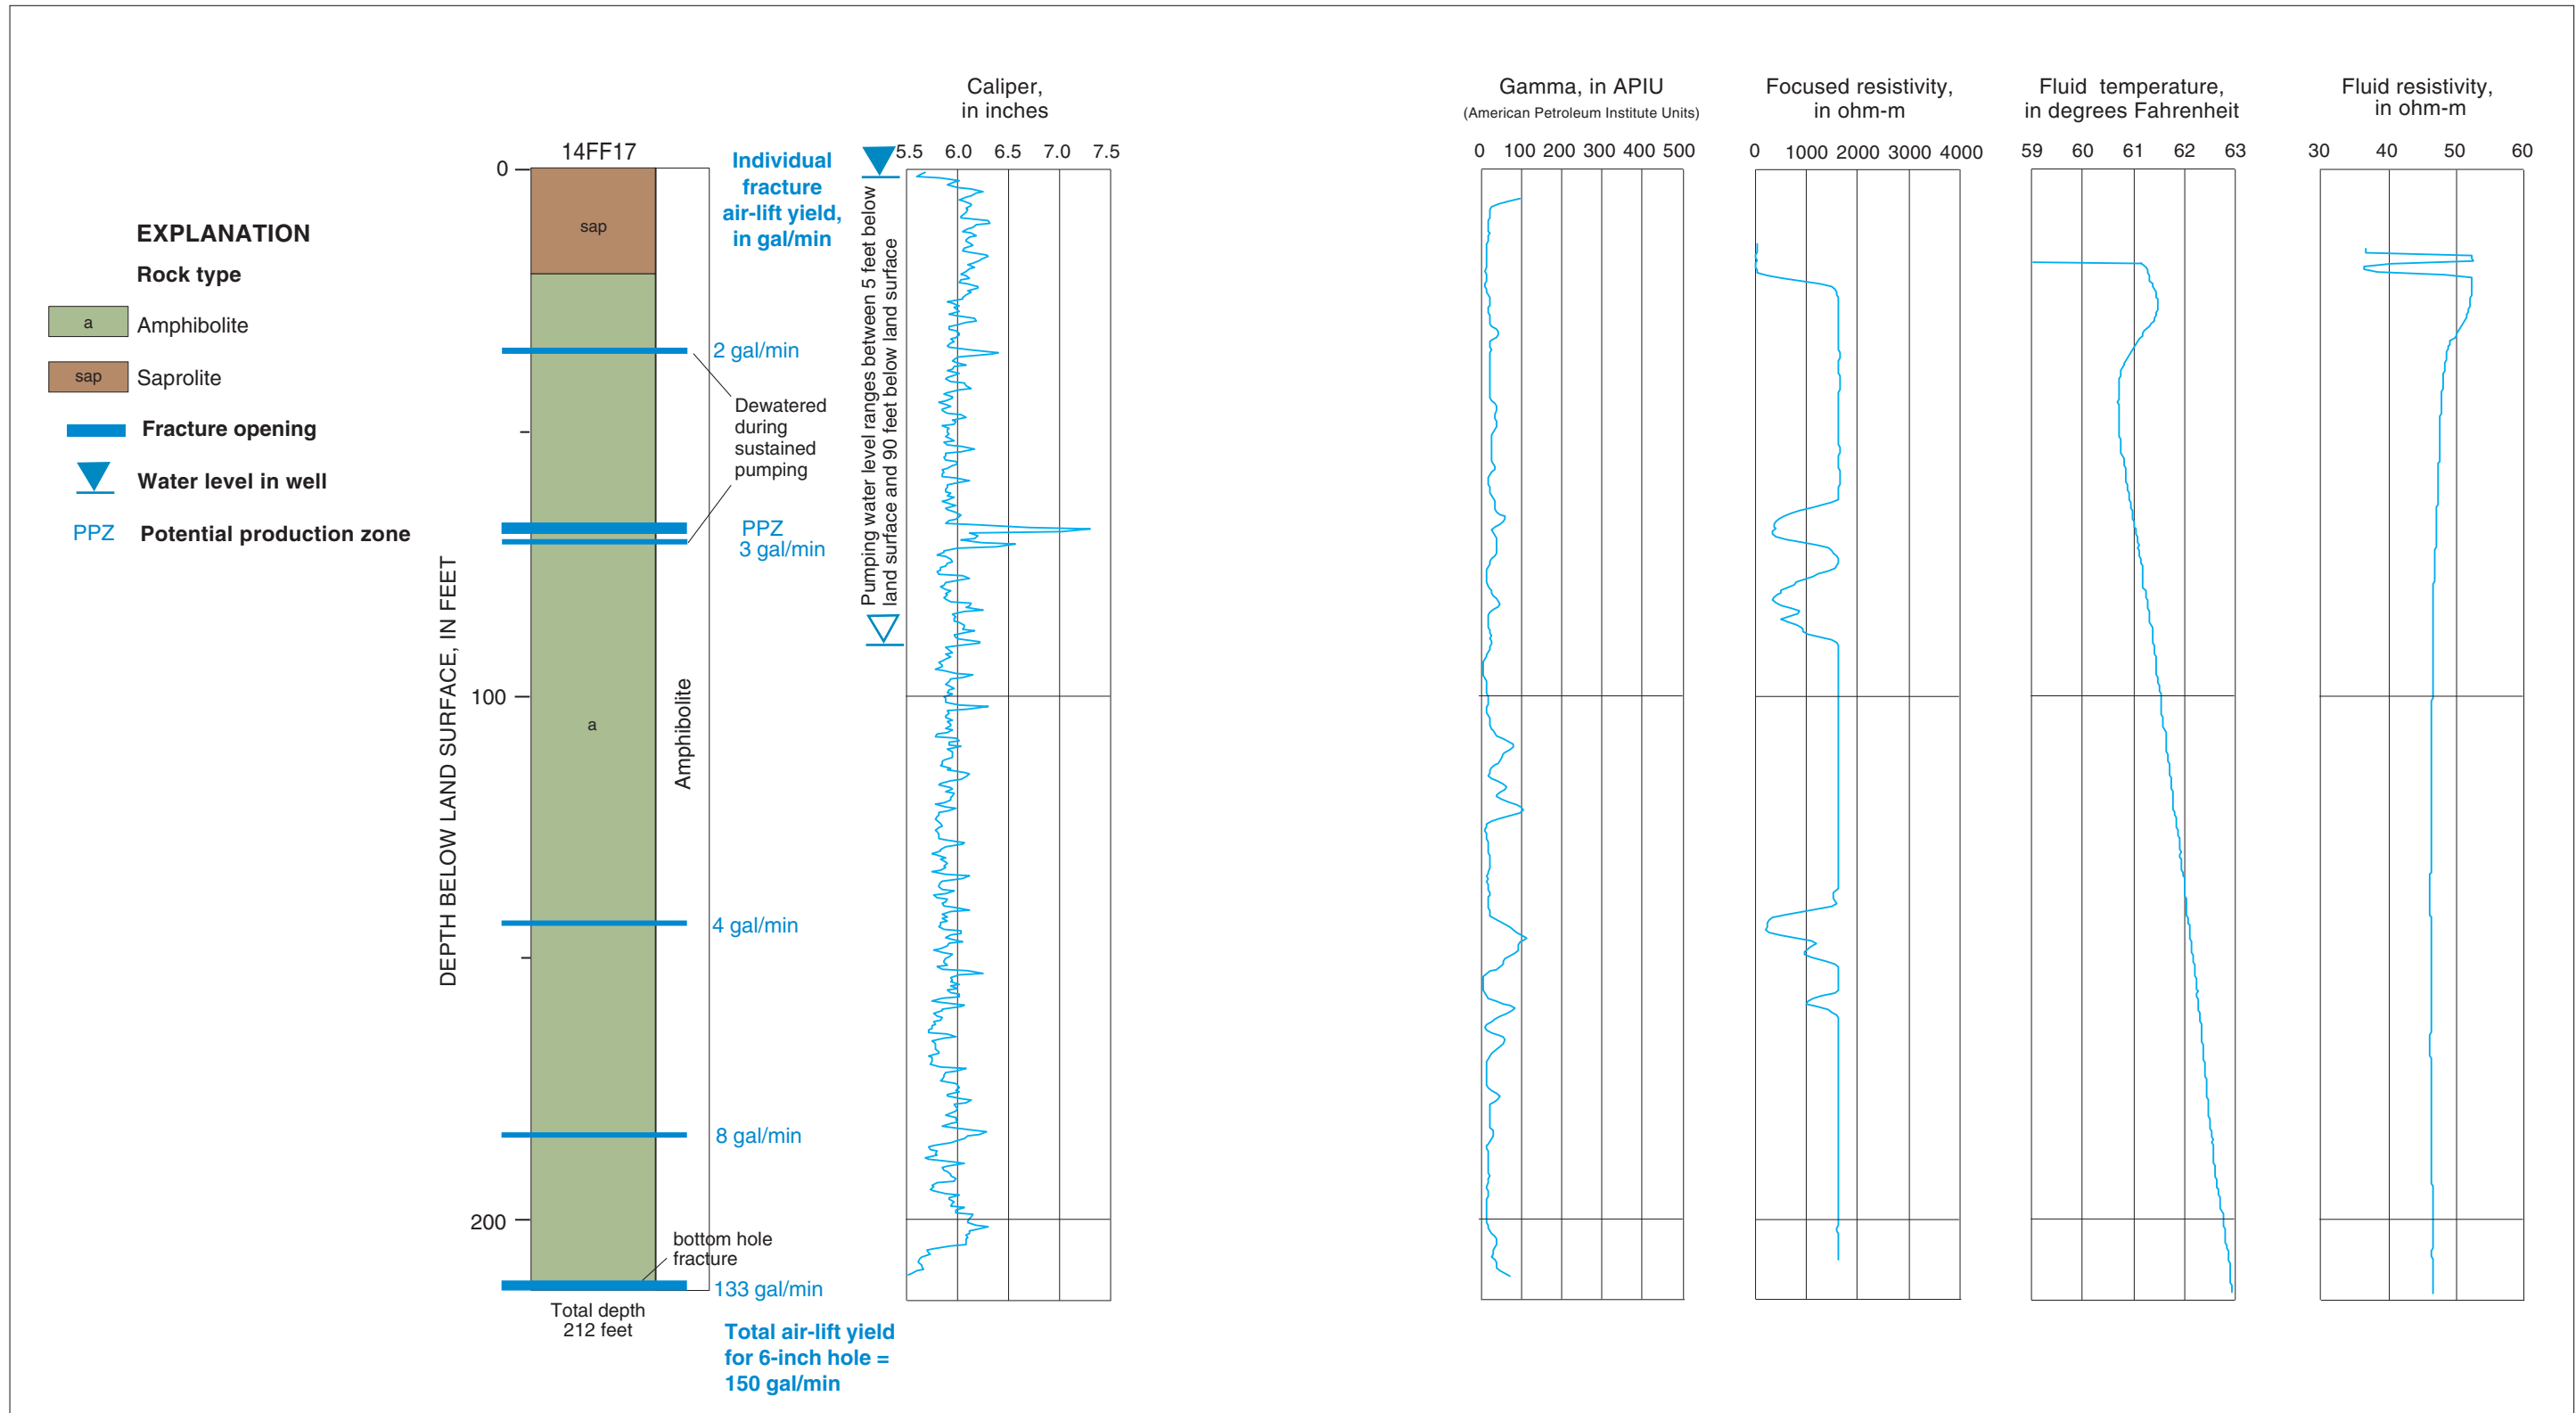 EXPLANATION
Rock type
a
Amphibolite
sap
Saprolite
Fracture opening
Water level in well
PPZ
Potential production zone
DEPTH BELOW LAND SURFACE, IN FEET
0
100
200
14FF17
sap
a
Amphibolite
Individual
fracture
air-lift yield,
in gal/min
2 gal/min
Dewatered
during
sustained
pumping
PPZ
3 gal/min
4 gal/min
8 gal/min
bottom hole
fracture
133 gal/min
Total depth
212 feet
Total air-lift yield
for 6-inch hole =
150 gal/min
Pumping water level ranges between 5 feet below
land surface and 90 feet below land surface
Caliper,
in inches
5.5 6.0 6.5 7.0 7.5
Gamma, in APIU
(American Petroleum Institute Units)
0 100 200 300 400 500
Focused resistivity,
in ohm-m
0 1000 2000 3000 4000
Fluid temperature,
in degrees Fahrenheit
59 60 61 62 63
Fluid resistivity,
in ohm-m
30 40 50 60